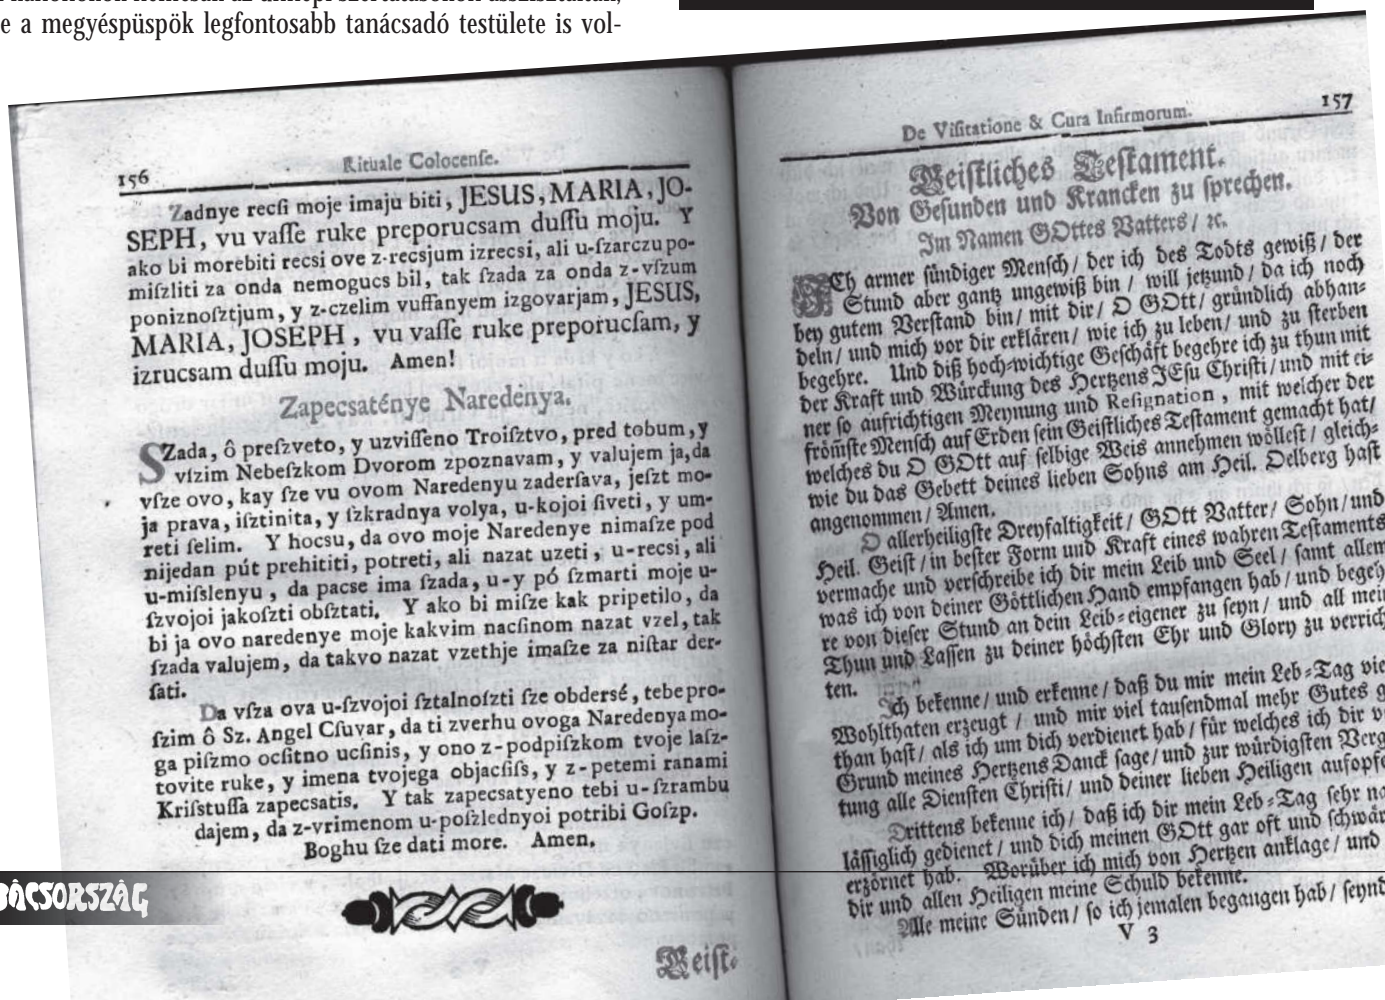 e a megyéspüspök legfontosabb tanácsadó testülete is vol-
156
Rituale Colocenſe.
Zadnye recſi moje imaju biti, JESUS, MARIA, JO-
SEPH, vu vaſſe ruke preporucsam duſſu moju. Y
ako bi morebiti recsi ove z-recsjum izrecsi, ali u-ſzarczu po-
miſzliti za onda nemogucs bil, tak ſzada za onda z-vſzum
poniznoſztjum, y z-czelim vuffanyem izgovarjam, JESUS,
MARIA, JOSEPH, vu vaſſe ruke preporucſam, y
izrucsam duſſu moju. Amen!
Zapecsaténye Naredenya.
SZada, ô preſzveto, y uzviſſeno Troiſztvo, pred tobum, y
vſzim Nebeſzkom Dvorom zpoznavam, y valujem ja, da
vſze ovo, kay ſze vu ovom Naredenyu zaderſava, jeſzt mo-
ja prava, iſztinita, y ſzkradnya volya, u-kojoi ſiveti, y um-
reti ſelim. Y hocsu, da ovo moje Naredenye nimaſze pod
nijedan pút prehititi, potreti, ali nazat uzeti, u-recsi, ali
u-miſslenyu, da pacse ima ſzada, u-y pó ſzmarti moje u-
ſzvojoi jakoſzti obſztati. Y ako bi miſze kak pripetilo, da
bi ja ovo naredenye moje kakvim nacſinom nazat vzel, tak
ſzada valujem, da takvo nazat vzethje imaſze za niſtar der-
ſati.
Da vſza ova u-ſzvojoi ſztalnoſzti ſze obdersé, tebe pro-
ſzim ô Sz. Angel Cſuvar, da ti zverhu ovoga Naredenya mo-
ga piſzmo ocſitno ucſinis, y ono z-podpiſzkom tvoje laſz-
tovite ruke, y imena tvojega objacſiſs, y z-petemi ranami
Kriſstuſſa zapecsatis. Y tak zapecsatyeno tebi u-ſzrambu
dajem, da z-vrimenom u-poſzlednyoi potribi Goſzp.
Boghu ſze dati more. Amen.
Geiſt-
BÁCSORSZÁG
157
De Viſitatione & Cura Infirmorum.
Geiſtliches Teſtament.
Von Geſunden und Krancken zu ſprechen.
Im Namen GOttes Vatters/ ꝛc.
ICh armer ſündiger Menſch/ der ich des Todts gewiß/ der
Stund aber gantz ungewiß bin/ will jetzund/ da ich noch
bey gutem Verſtand bin/ mit dir/ O GOtt/ gründlich abhan-
deln/ und mich vor dir erklären/ wie ich zu leben/ und zu ſterben
begehre. Und diß hoch-wichtige Geſchäft begehre ich zu thun mit
der Kraft und Würckung des Hertzens JEſu Chriſti/ und mit ei-
ner ſo aufrichtigen Meynung und Reſignation, mit welcher der
frömſte Menſch auf Erden ſein Geiſtliches Teſtament gemacht hat/
welches du O GOtt auf ſelbige Weis annehmen wölleſt/ gleich-
wie du das Gebett deines lieben Sohns am Heil. Oelberg haſt
angenommen/ Amen.
O allerheiligſte Dreyfaltigkeit/ GOtt Vatter/ Sohn/ und
Heil. Geiſt/ in beſter Form und Kraft eines wahren Teſtaments
vermache und verſchreibe ich dir mein Leib und Seel/ ſamt allem
was ich von deiner Göttlichen Hand empfangen hab/ und begeh
re von dieſer Stund an dein Leib-eigener zu ſeyn/ und all mein
Thun und Laſſen zu deiner höchſten Ehr und Glory zu verrich
ten.
Ich bekenne/ und erkenne/ daß du mir mein Leb-Tag vie
Wohlthaten erzeugt/ und mir viel tauſendmal mehr Gutes g
than haſt/ als ich um dich verdienet hab/ für welches ich dir v
Grund meines Hertzens Danck ſage/ und zur würdigſten Verg
tung alle Dienſten Chriſti/ und deiner lieben Heiligen aufopfe
Drittens bekenne ich/ daß ich dir mein Leb-Tag ſehr na
läſſiglich gedienet/ und dich meinen GOtt gar oft und ſchwär
erzörnet hab. Worüber ich mich von Hertzen anklage/ und
dir und allen Heiligen meine Schuld bekenne.
Alle meine Sünden/ ſo ich jemalen begangen hab/ ſeynd
V 3